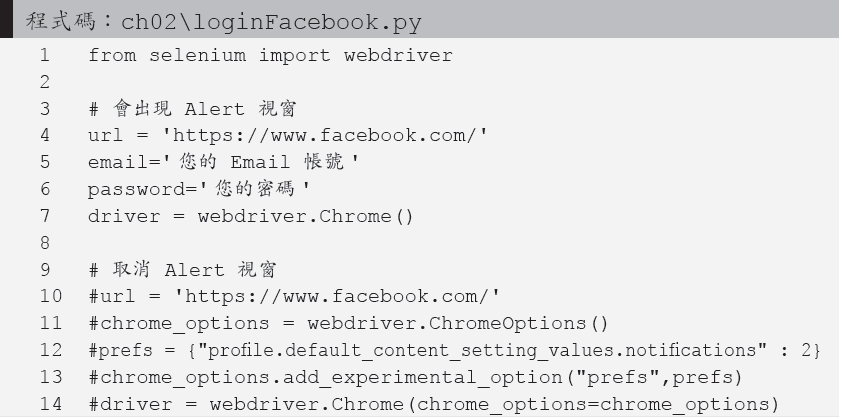 程式碼：ch02\loginFacebook.py
1 from selenium import webdriver
2
3 # 會出現 Alert 視窗
4 url = 'https://www.facebook.com/'
5 email='您的 Email 帳號'
6 password='您的密碼'
7 driver = webdriver.Chrome()
8
9 # 取消 Alert 視窗
10 #url = 'https://www.facebook.com/'
11 #chrome_options = webdriver.ChromeOptions()
12 #prefs = {"profile.default_content_setting_values.notifications" : 2}
13 #chrome_options.add_experimental_option("prefs",prefs)
14 #driver = webdriver.Chrome(chrome_options=chrome_options)